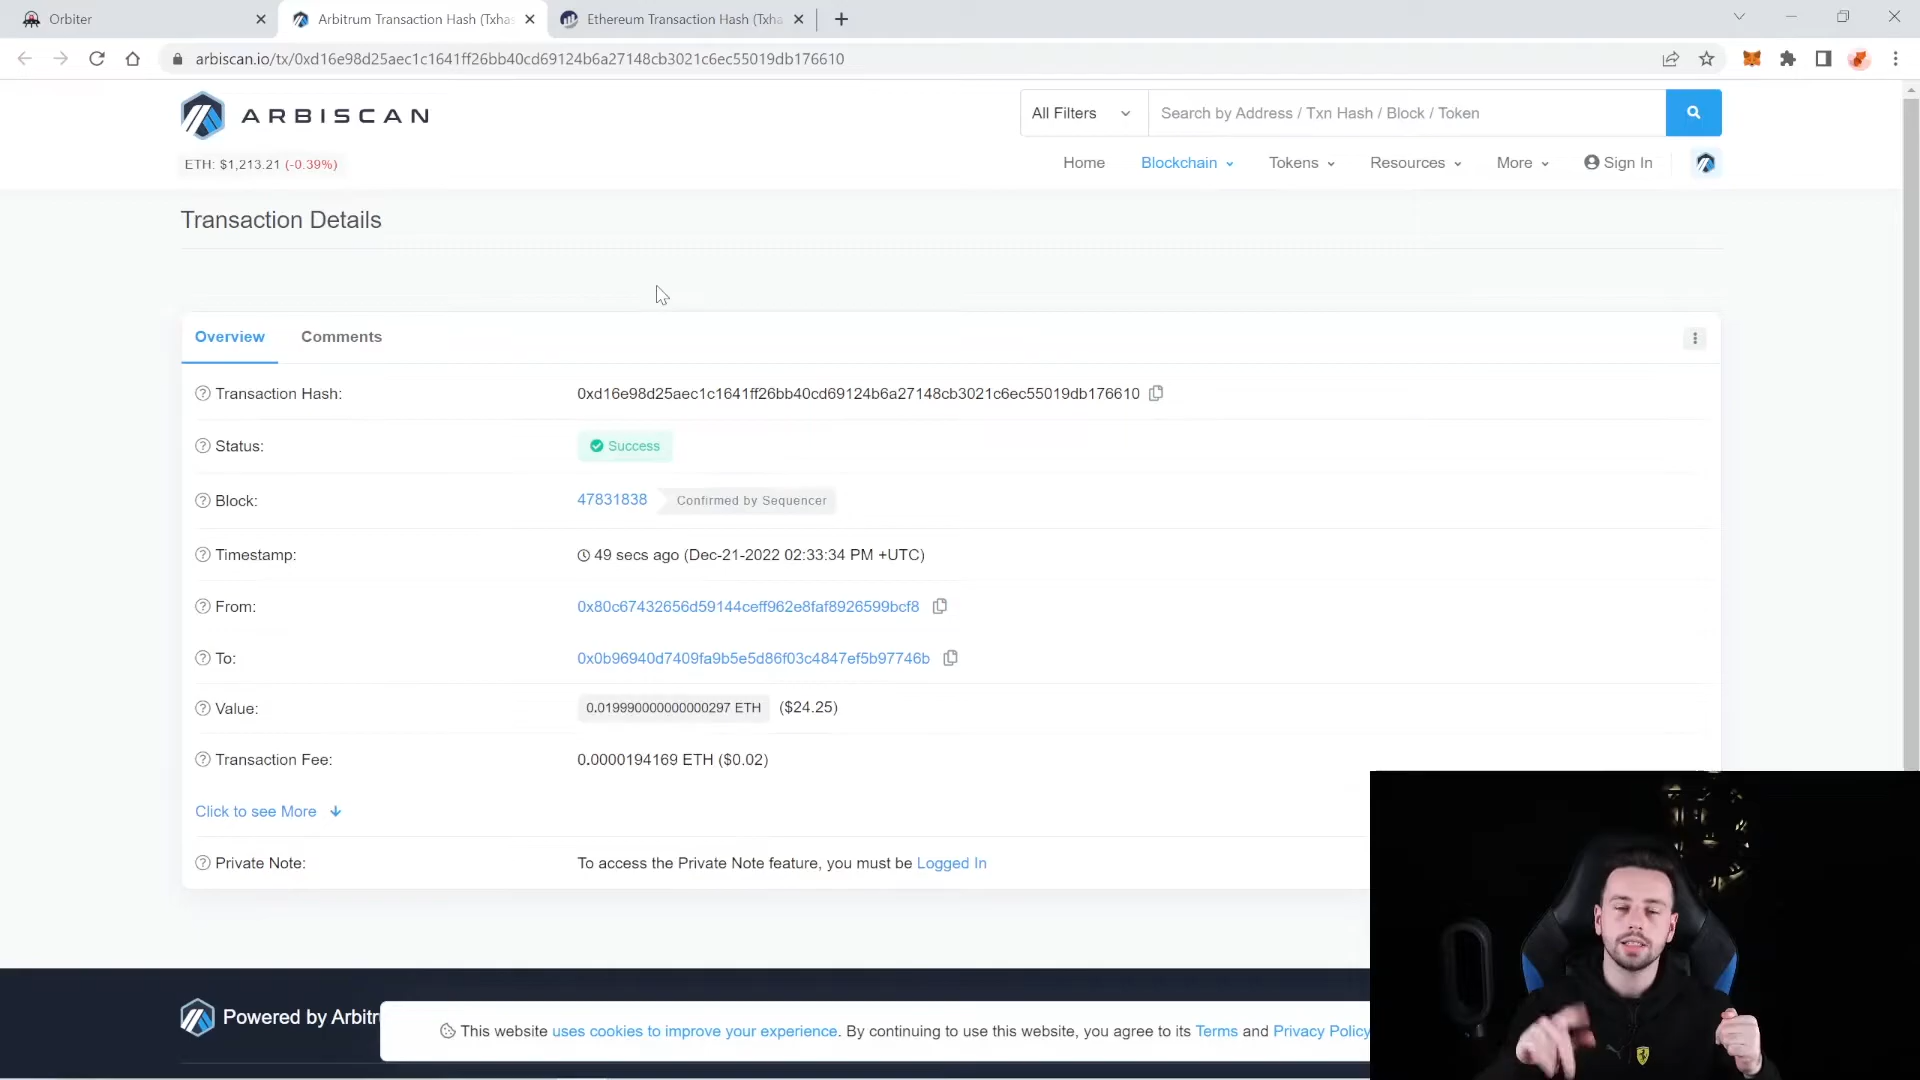 Orbiter
Arbitrum Transaction Hash (Txhas
Ethereum Transaction Hash (Txha
arbiscan.io/tx/0xd16e98d25aec1c1641ff26bb40cd69124b6a27148cb3021c6ec55019db176610
ARBISCAN
All Filters
Search by Address / Txn Hash / Block / Token
ETH: $1,213.21 (-0.39%)
Home Blockchain Tokens Resources More Sign In
Transaction Details
Overview Comments
Transaction Hash: 0xd16e98d25aec1c1641ff26bb40cd69124b6a27148cb3021c6ec55019db176610
Status: Success
Block: 47831838 Confirmed by Sequencer
Timestamp: 49 secs ago (Dec-21-2022 02:33:34 PM +UTC)
From: 0x80c67432656d59144ceff962e8faf8926599bcf8
To: 0x0b96940d7409fa9b5e5d86f03c4847ef5b97746b
Value: 0.019990000000000297 ETH ($24.25)
Transaction Fee: 0.0000194169 ETH ($0.02)
Click to see More
Private Note: To access the Private Note feature, you must be Logged In
Powered by Arbitr
This website uses cookies to improve your experience. By continuing to use this website, you agree to its Terms and Privacy Policy